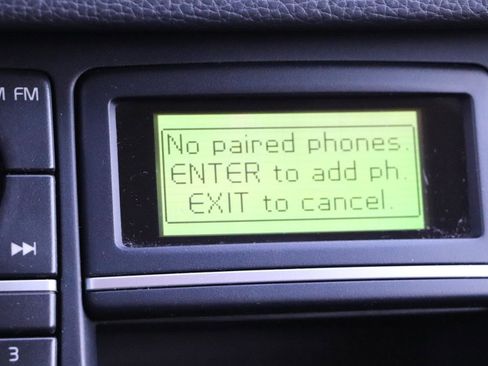 M FM
No paired phones.
ENTER to add ph.
EXIT to cancel.
3